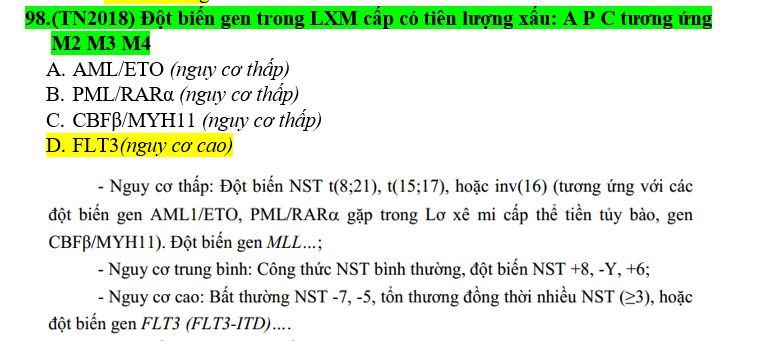 98.(TN2018) Đột biến gen trong LXM cấp có tiên lượng xấu: A P C tương ứng
M2 M3 M4
A. AML/ETO (nguy cơ thấp)
B. PML/RARα (nguy cơ thấp)
C. CBFβ/MYH11 (nguy cơ thấp)
D. FLT3(nguy cơ cao)
- Nguy cơ thấp: Đột biến NST t(8;21), t(15;17), hoặc inv(16) (tương ứng với các
đột biến gen AML1/ETO, PML/RARα gặp trong Lơ xê mi cấp thể tiền tủy bào, gen
CBFβ/MYH11). Đột biến gen MLL...;
- Nguy cơ trung bình: Công thức NST bình thường, đột biến NST +8, -Y, +6;
- Nguy cơ cao: Bất thường NST -7, -5, tổn thương đồng thời nhiều NST (≥3), hoặc
đột biến gen FLT3 (FLT3-ITD)....